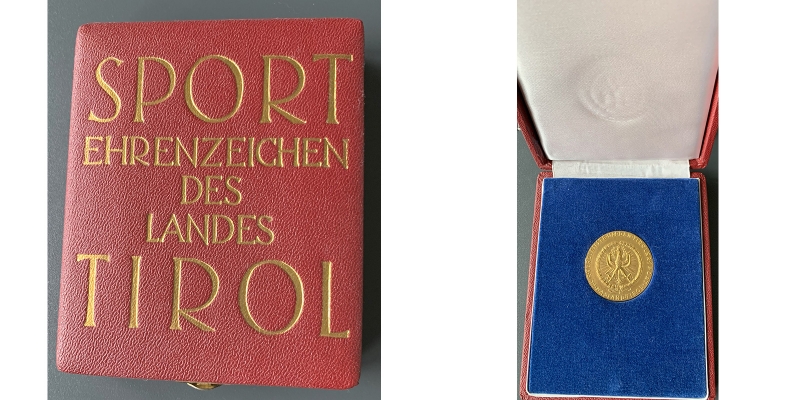 SPORT
EHRENZEICHEN
DES
LANDES
TIROL